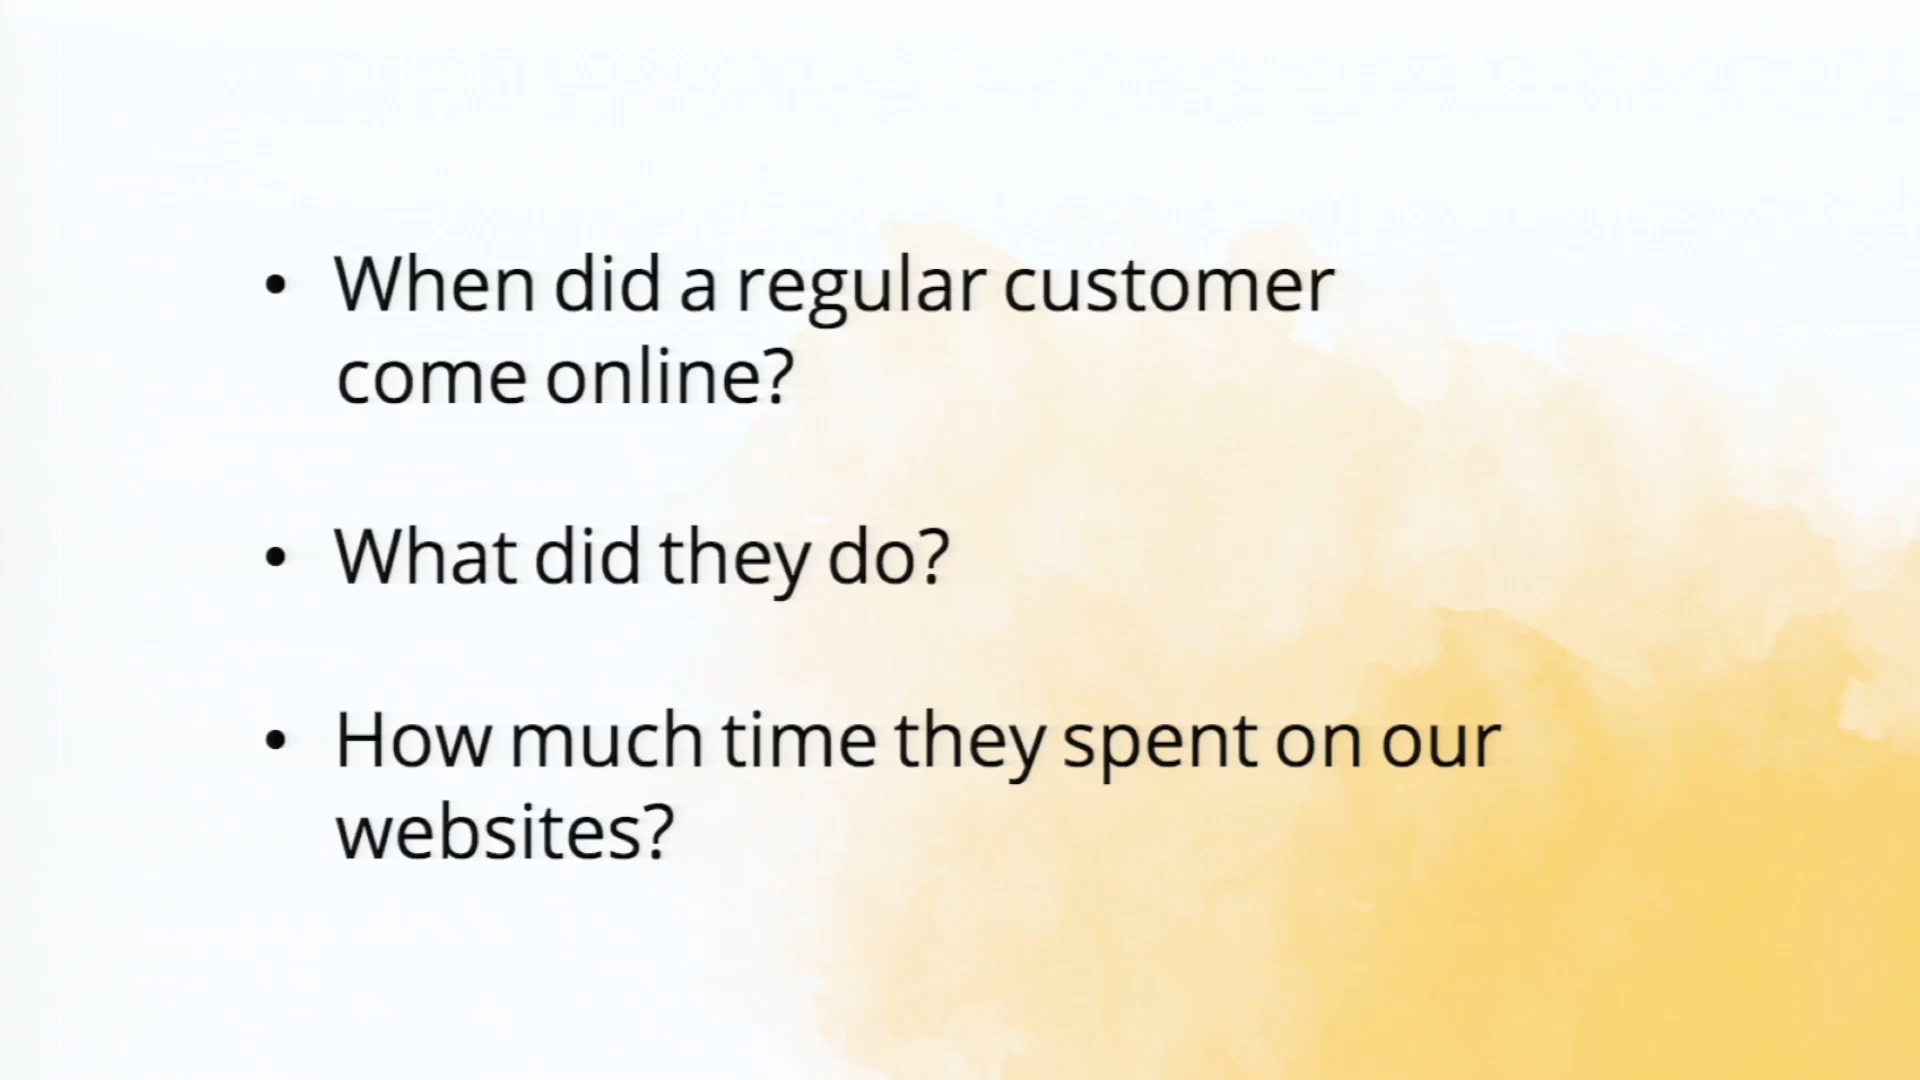 • When did a regular customer
come online?
• What did they do?
• How much time they spent on our
websites?